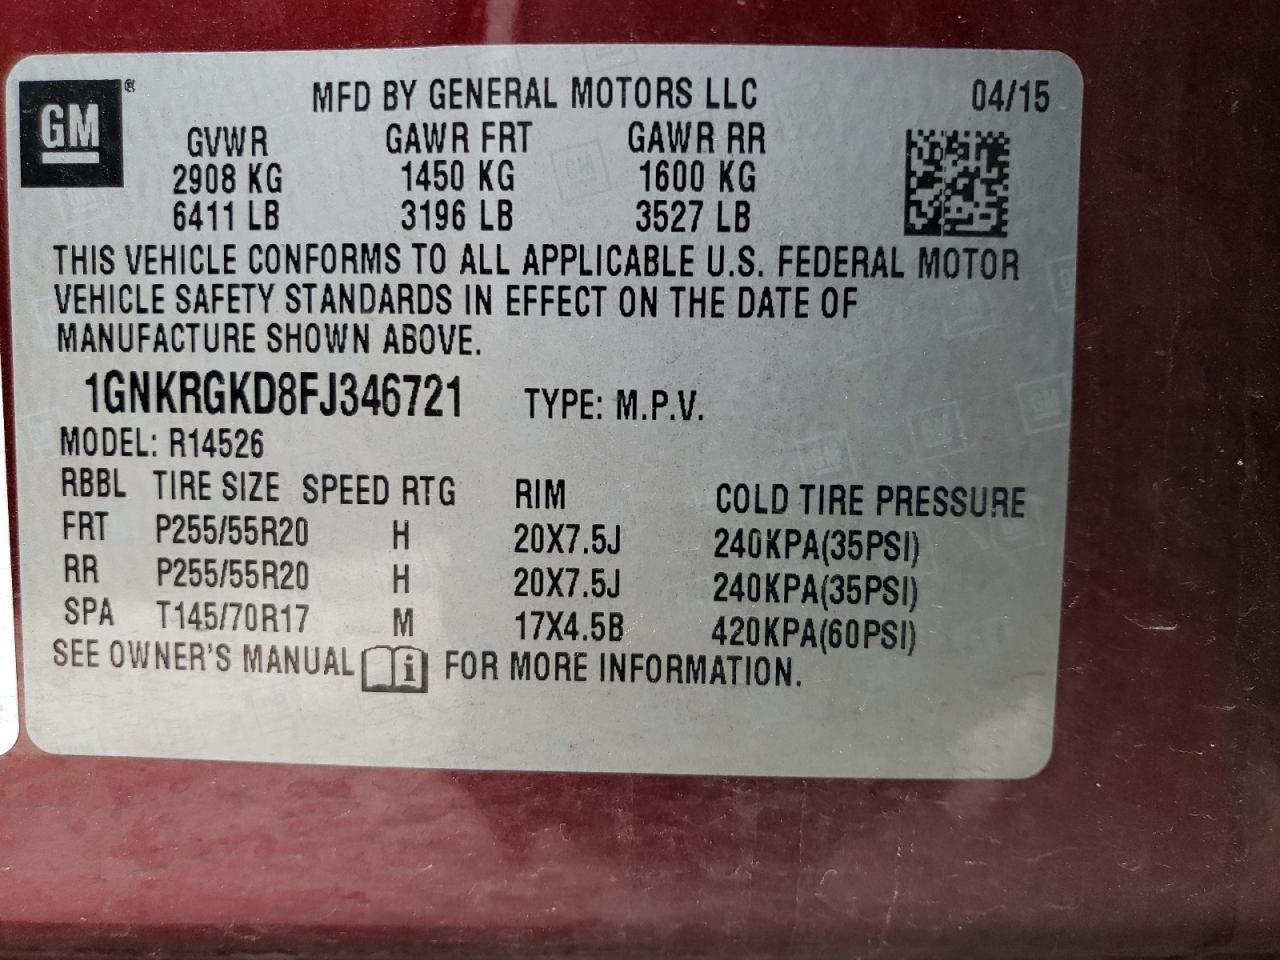 GM ®
MFD BY GENERAL MOTORS LLC 04/15
GVWR GAWR FRT GAWR RR
2908 KG 1450 KG 1600 KG
6411 LB 3196 LB 3527 LB
THIS VEHICLE CONFORMS TO ALL APPLICABLE U.S. FEDERAL MOTOR
VEHICLE SAFETY STANDARDS IN EFFECT ON THE DATE OF
MANUFACTURE SHOWN ABOVE.
1GNKRGKD8FJ346721 TYPE: M.P.V.
MODEL: R14526
RBBL TIRE SIZE SPEED RTG RIM COLD TIRE PRESSURE
FRT P255/55R20 H 20X7.5J 240KPA(35PSI)
RR P255/55R20 H 20X7.5J 240KPA(35PSI)
SPA T145/70R17 M 17X4.5B 420KPA(60PSI)
SEE OWNER'S MANUAL i FOR MORE INFORMATION.